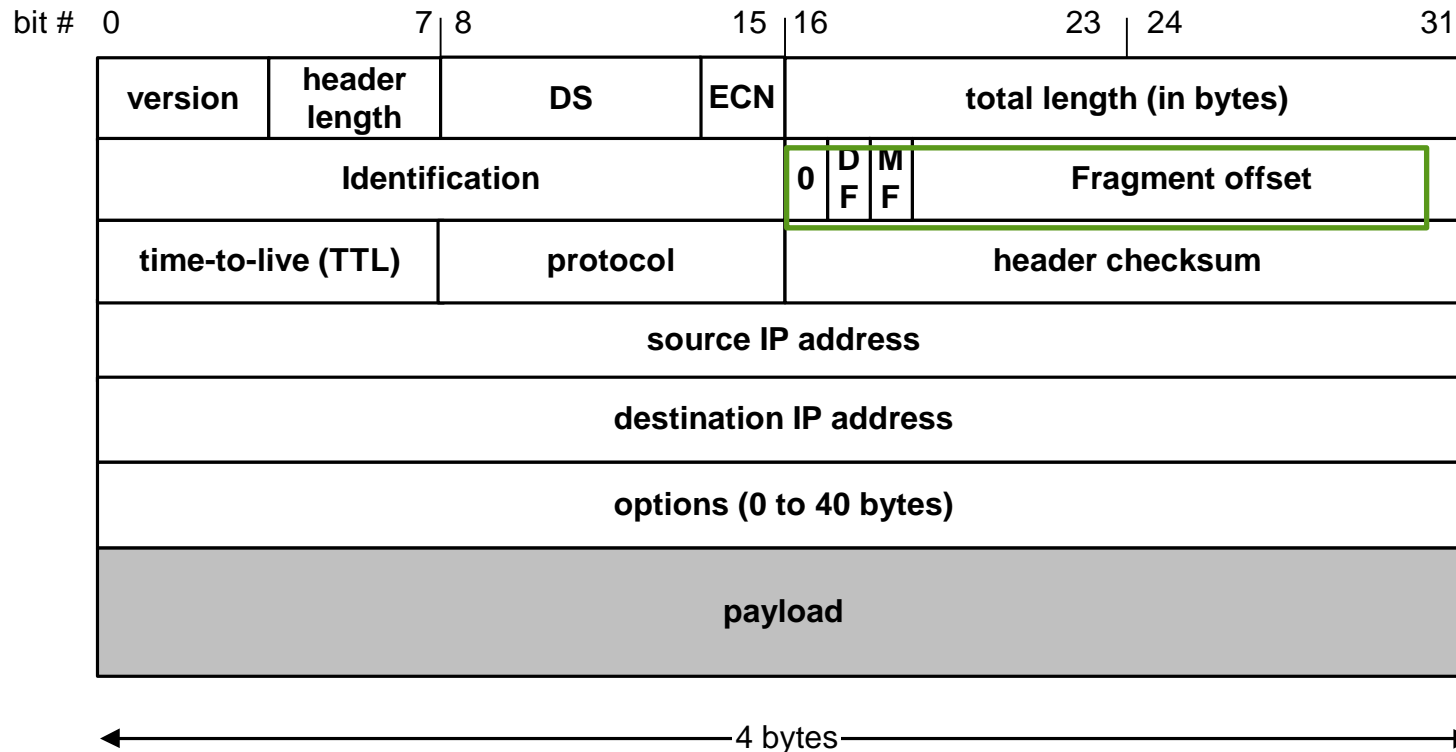 bit # 0 7 8 15 16 23 24 31
version header length DS ECN total length (in bytes)
Identification 0 DF MF Fragment offset
time-to-live (TTL) protocol header checksum
source IP address
destination IP address
options (0 to 40 bytes)
payload
4 bytes